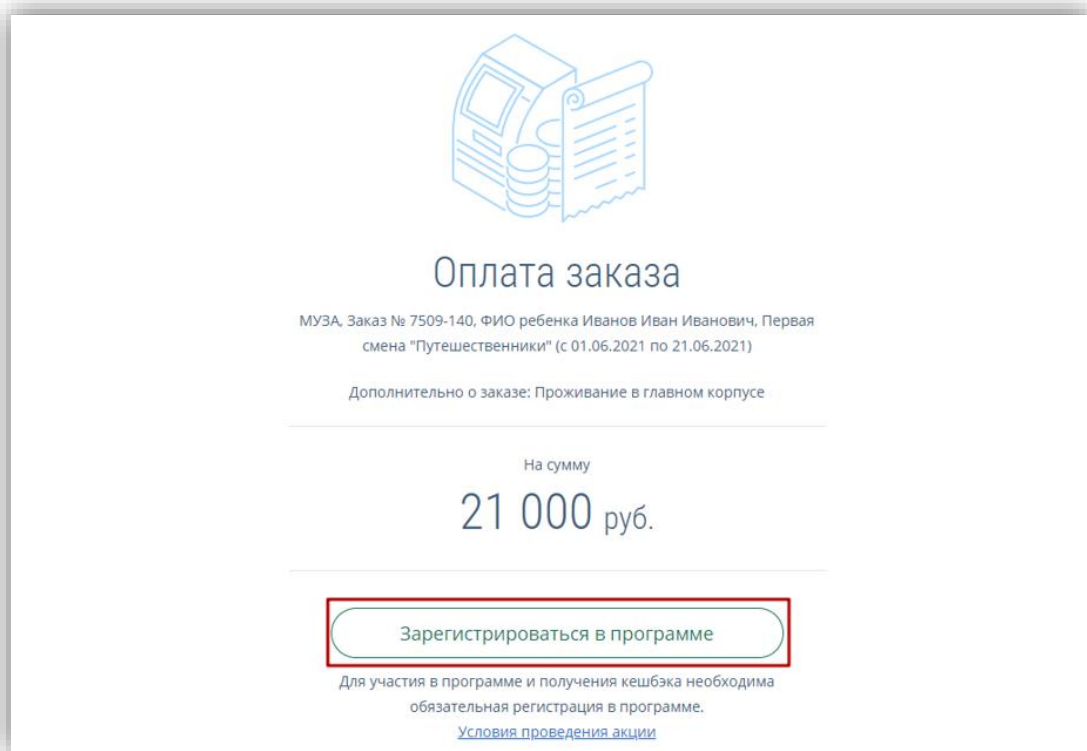 Оплата заказа
МУЗА, Заказ № 7509-140, ФИО ребенка Иванов Иван Иванович, Первая
смена "Путешественники" (с 01.06.2021 по 21.06.2021)
Дополнительно о заказе: Проживание в главном корпусе
На сумму
21 000 руб.
Зарегистрироваться в программе
Для участия в программе и получения кешбэка необходима
обязательная регистрация в программе.
Условия проведения акции